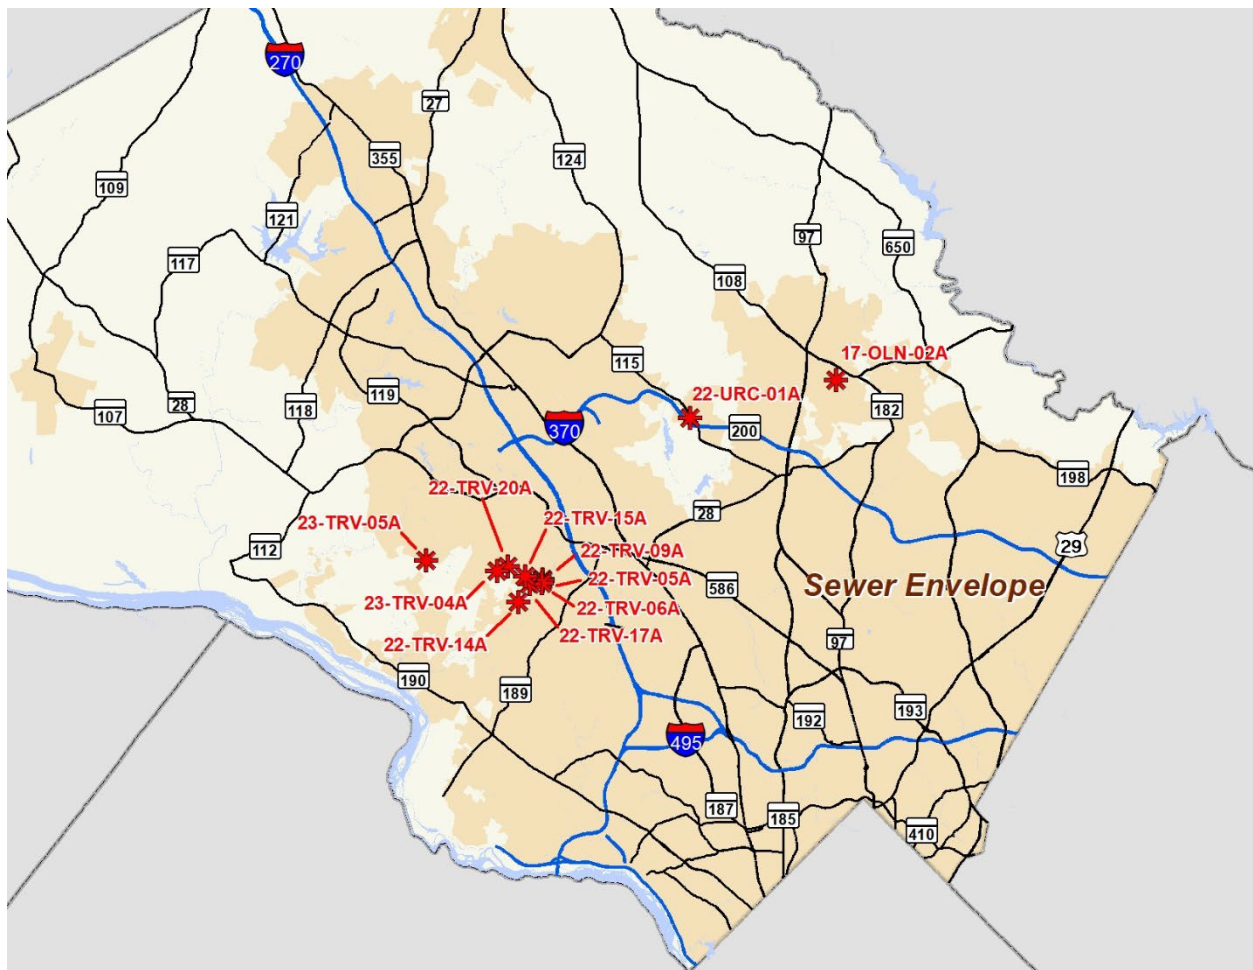 270
27
355
124
109
121
97
650
117
108
115
17-OLN-02A
119
22-URC-01A
118
28
107
370
200
182
198
22-TRV-20A
28
23-TRV-05A
22-TRV-15A
112
22-TRV-09A
29
22-TRV-05A
586
Sewer Envelope
23-TRV-04A
22-TRV-06A
22-TRV-14A
22-TRV-17A
97
190
189
193
192
495
187
185
410